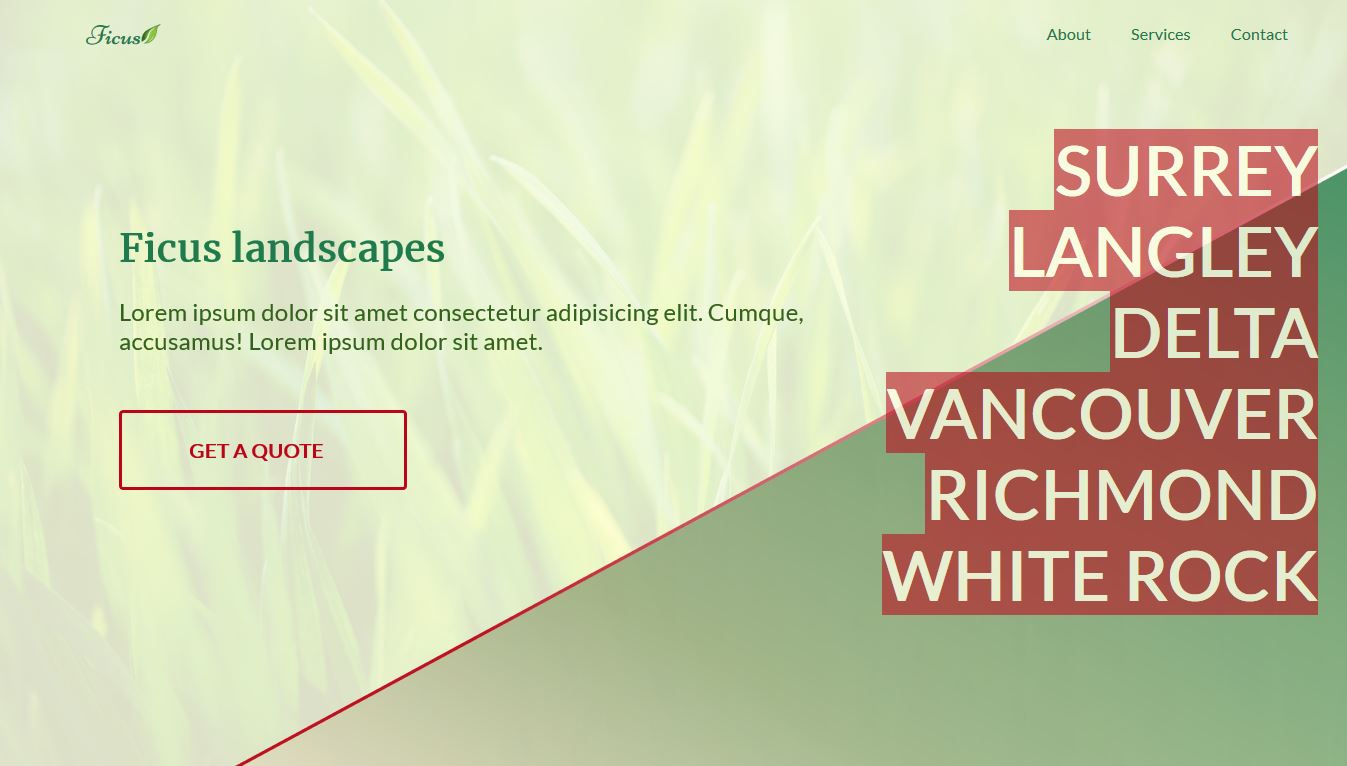 Ficus
About
Services
Contact
Ficus landscapes
Lorem ipsum dolor sit amet consectetur adipisicing elit. Cumque,
accusamus! Lorem ipsum dolor sit amet.
GET A QUOTE
SURREY
LANGLEY
DELTA
VANCOUVER
RICHMOND
WHITE ROCK